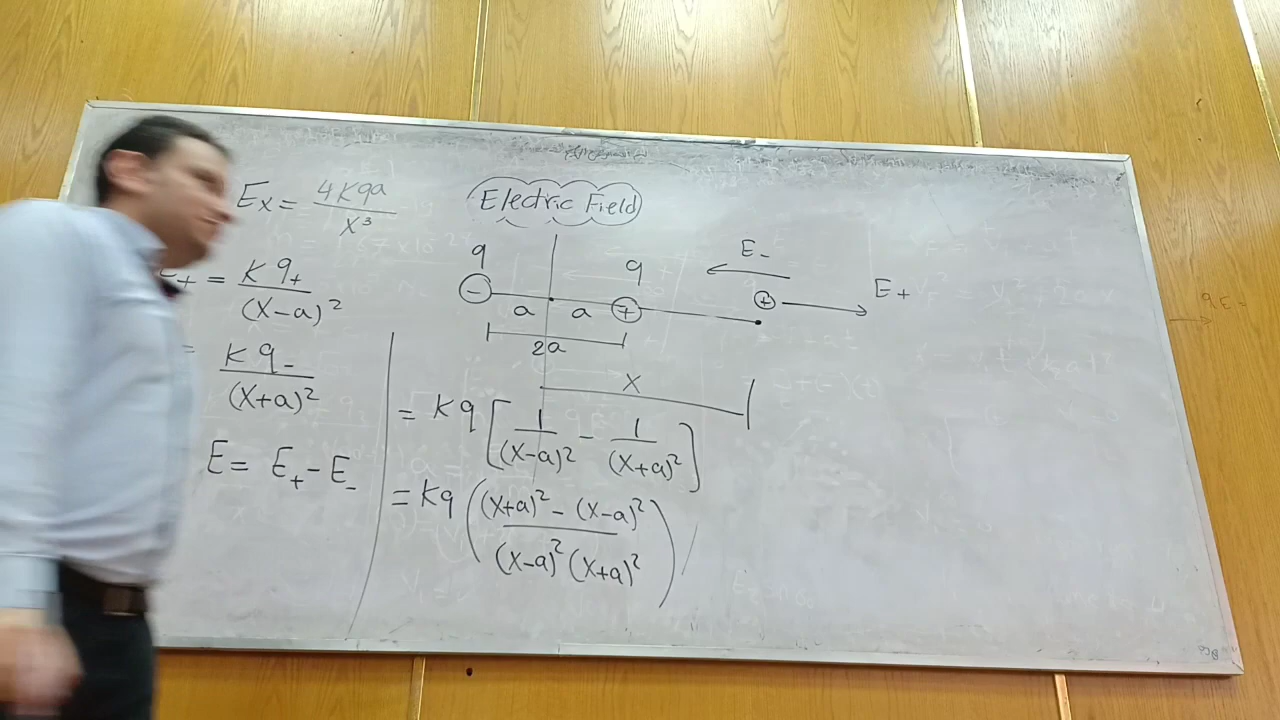 Electric Field
Ex = 4Kqa / x³
E+ = K q+ / (x-a)²
= K q- / (x+a)²
E = E+ - E-
q
q
-
+
a
a
2a
x
E-
+
E+
= Kq [ 1 / (x-a)² - 1 / (x+a)² ]
= Kq ( (x+a)² - (x-a)² / (x-a)² (x+a)² )